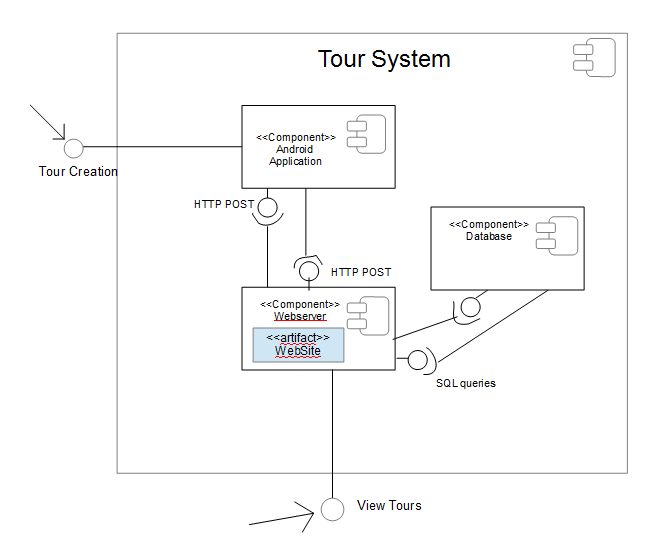 Tour System
<<Component>>
Android
Application
Tour Creation
HTTP POST
<<Component>>
Database
HTTP POST
<<Component>>
Webserver
<<artifact>>
WebSite
SQL queries
View Tours